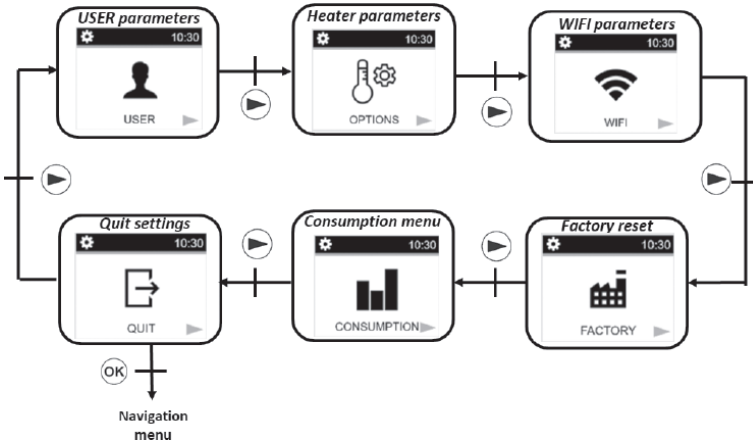 USER parameters
10:30
USER
Heater parameters
10:30
OPTIONS
WIFI parameters
10:30
WIFI
Quit settings
10:30
QUIT
Consumption menu
10:30
CONSUMPTION
Factory reset
10:30
FACTORY
OK
Navigation
menu